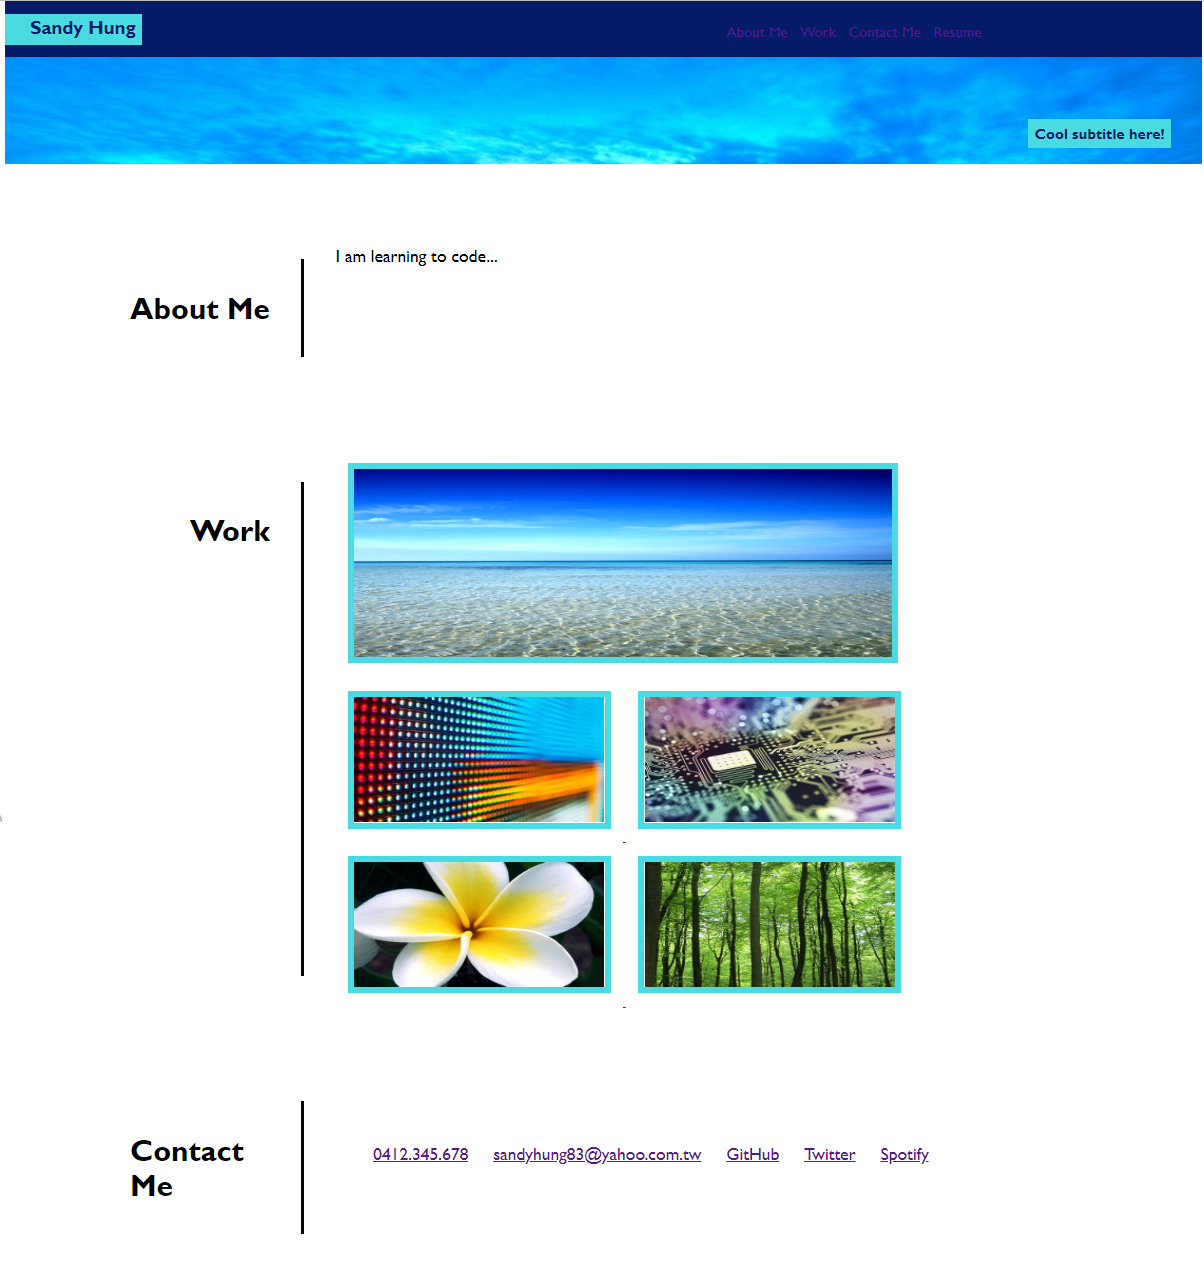 Sandy Hung
About Me Work Contact Me Resume
Cool subtitle here!
I am learning to code...
About Me
Work
Contact
Me
0412.345.678 sandyhung83@yahoo.com.tw GitHub Twitter Spotify